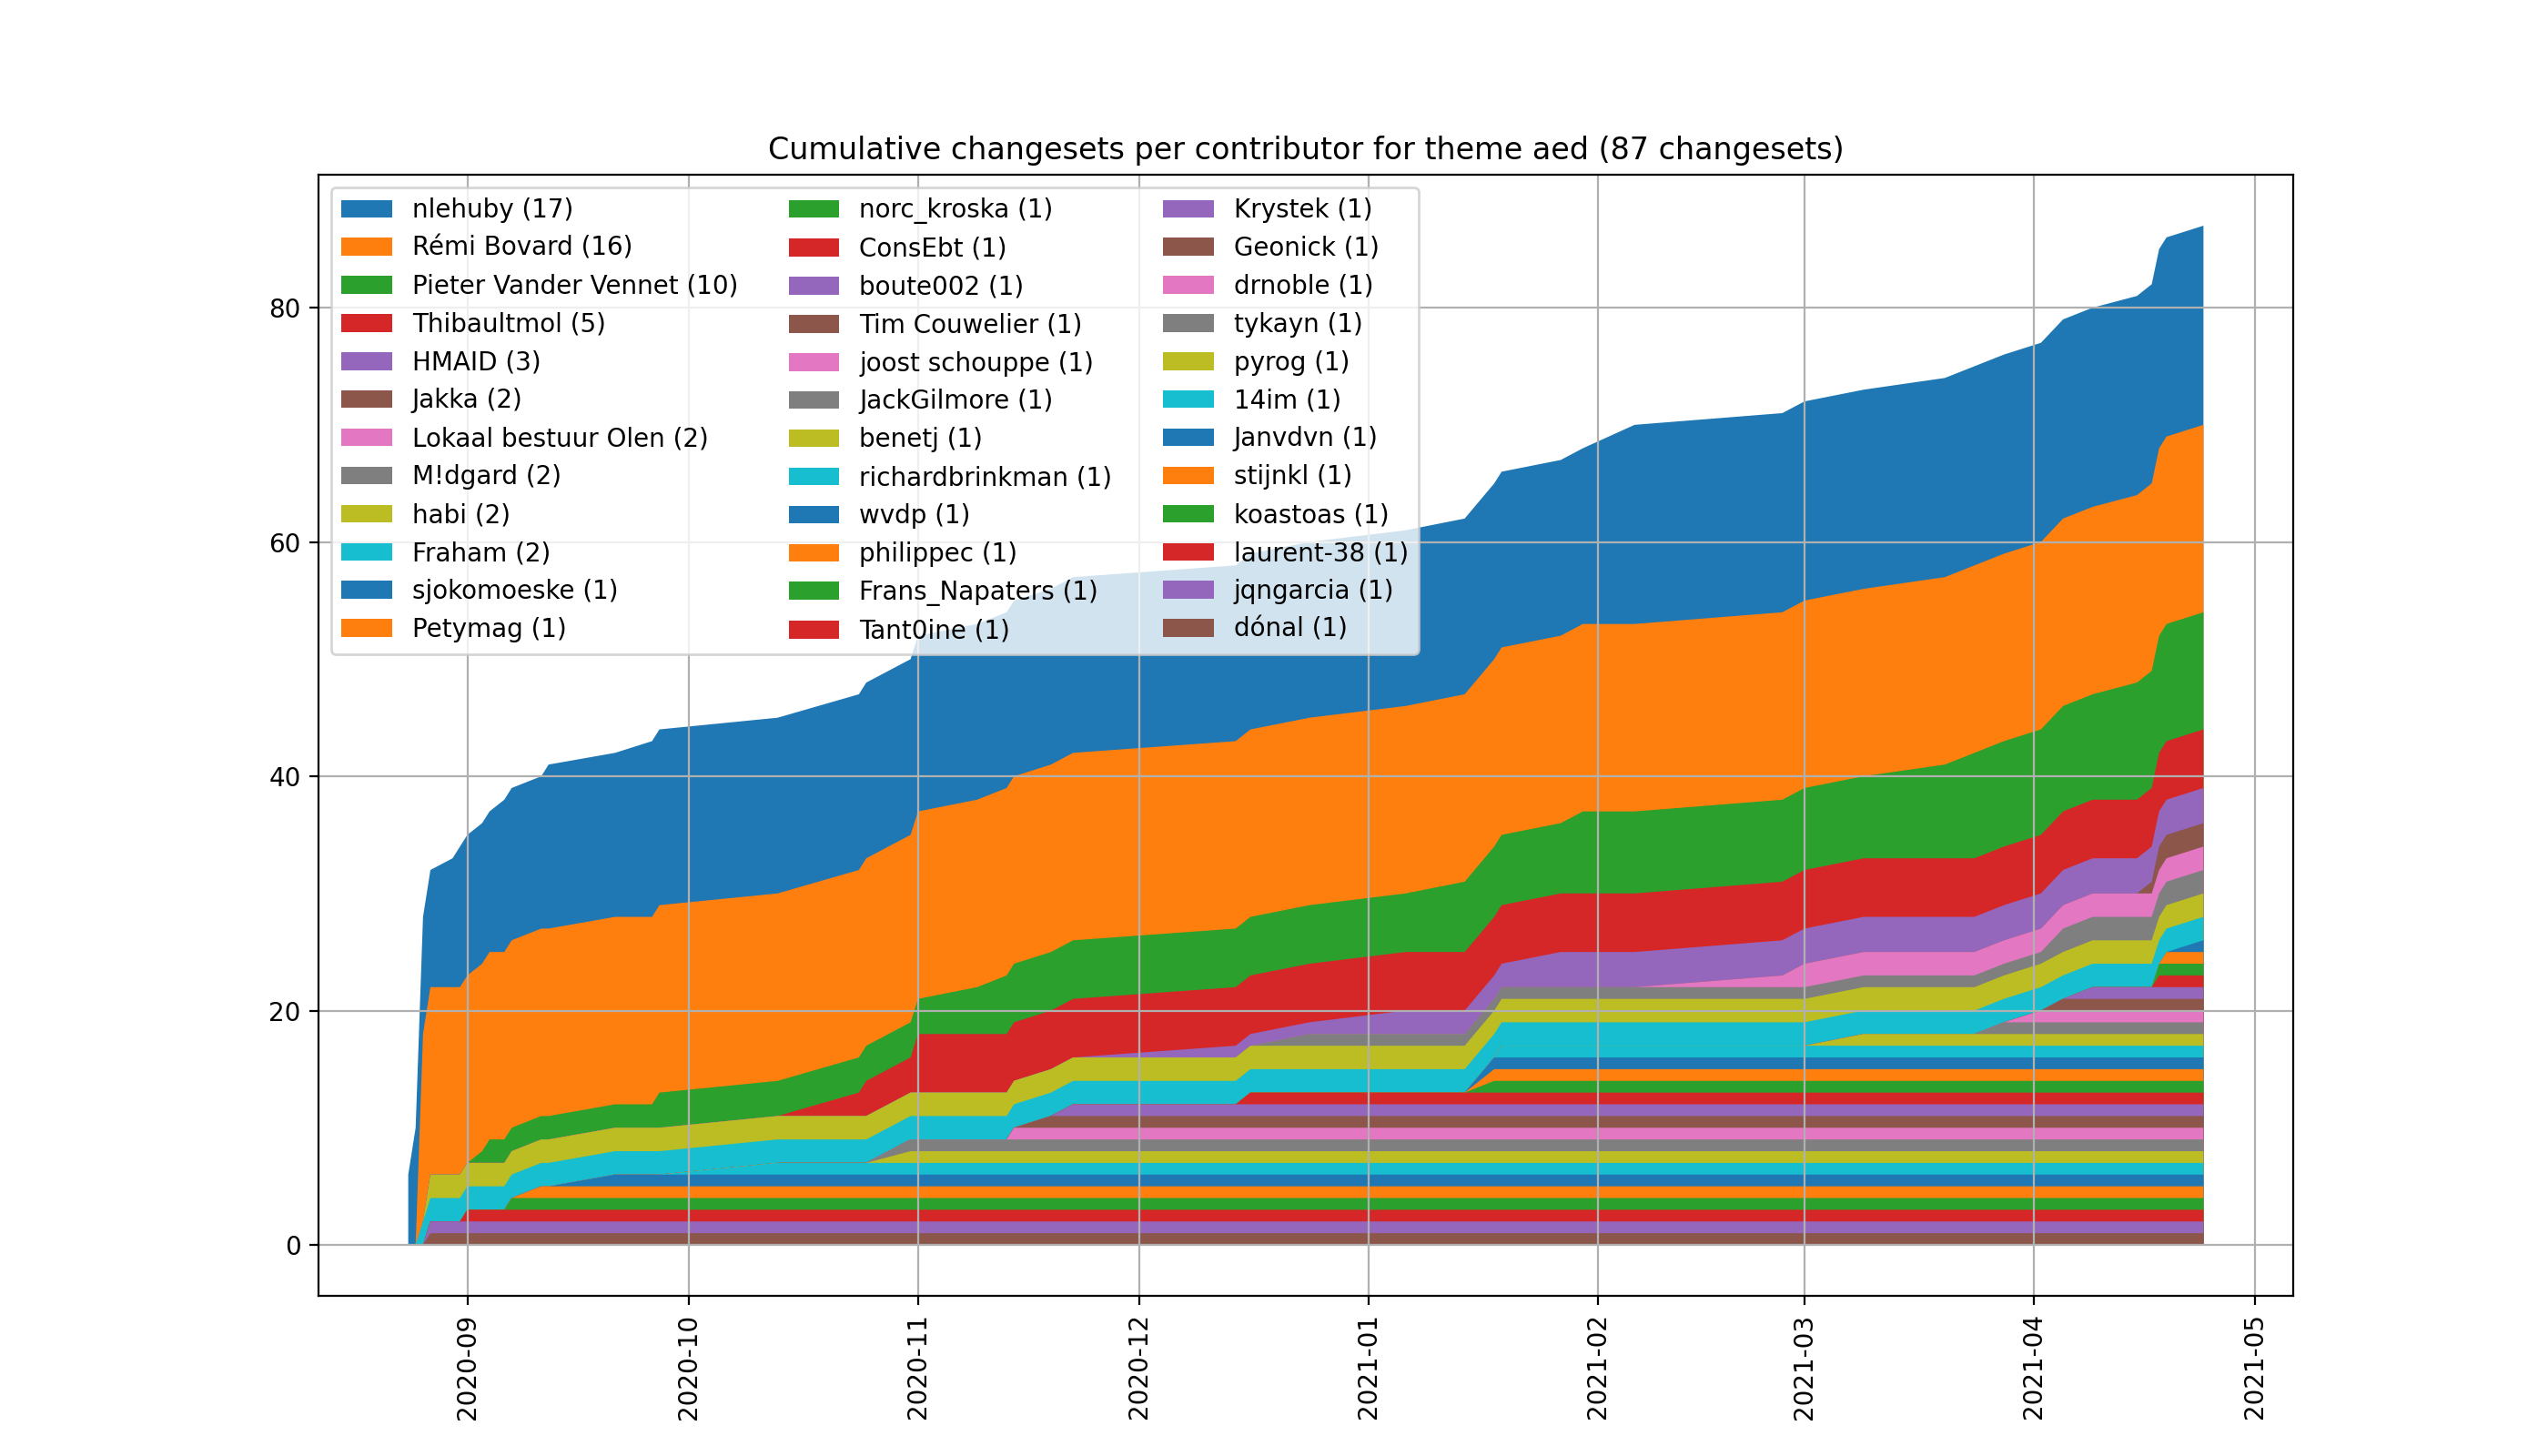 Cumulative changesets per contributor for theme aed (87 changesets)
nlehuby (17)
Rémi Bovard (16)
Pieter Vander Vennet (10)
Thibaultmol (5)
HMAID (3)
Jakka (2)
Lokaal bestuur Olen (2)
M!dgard (2)
habi (2)
Fraham (2)
sjokomoeske (1)
Petymag (1)
norc_kroska (1)
ConsEbt (1)
boute002 (1)
Tim Couwelier (1)
joost schouppe (1)
JackGilmore (1)
benetj (1)
richardbrinkman (1)
wvdp (1)
philippec (1)
Frans_Napaters (1)
Tant0ine (1)
Krystek (1)
Geonick (1)
drnoble (1)
tykayn (1)
pyrog (1)
14im (1)
Janvdvn (1)
stijnkl (1)
koastoas (1)
laurent-38 (1)
jqngarcia (1)
dónal (1)
80
60
40
20
0
2020-09
2020-10
2020-11
2020-12
2021-01
2021-02
2021-03
2021-04
2021-05